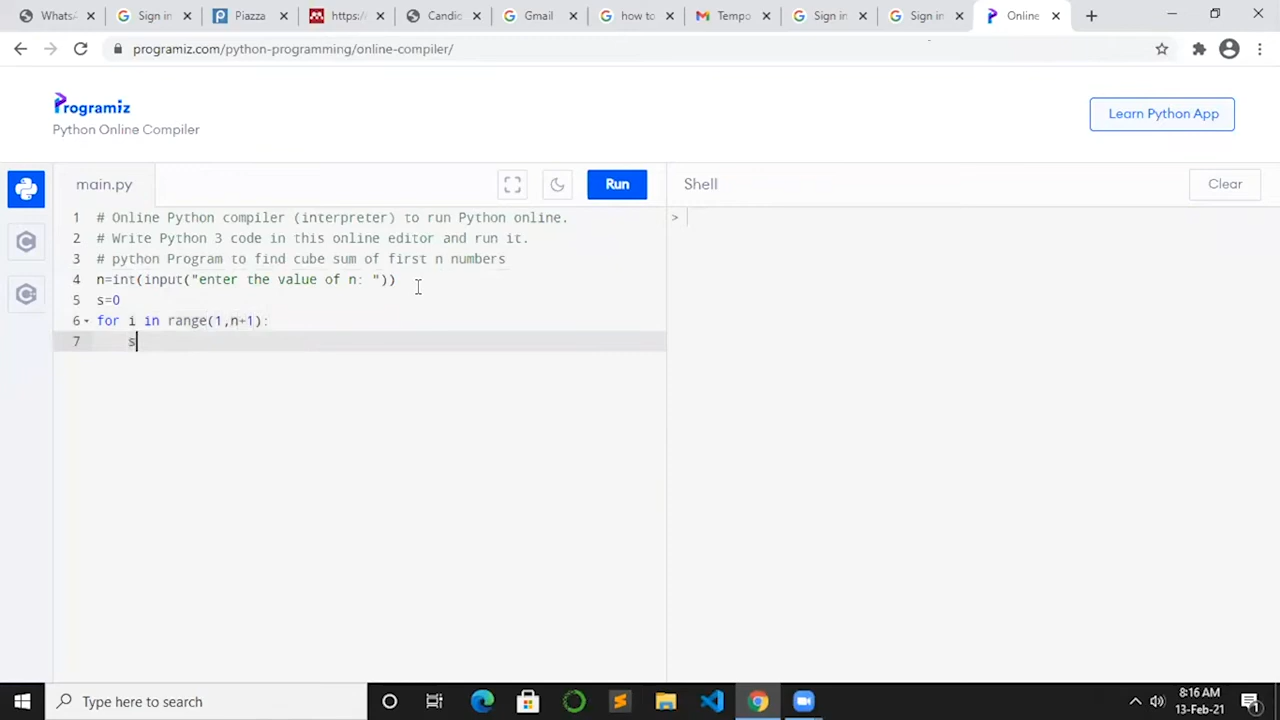 WhatsA
Sign in
Piazza
https:/
Candic
Gmail
how to
Tempo
Sign in
Sign in
Online
programiz.com/python-programming/online-compiler/
Programiz
Python Online Compiler
Learn Python App
main.py
Run
Shell
Clear
1 # Online Python compiler (interpreter) to run Python online.
2 # Write Python 3 code in this online editor and run it.
3 # python Program to find cube sum of first n numbers
4 n=int(input("enter the value of n: "))
5 s=0
6 for i in range(1,n+1):
7 s
>
Type here to search
8:16 AM
13-Feb-21
1